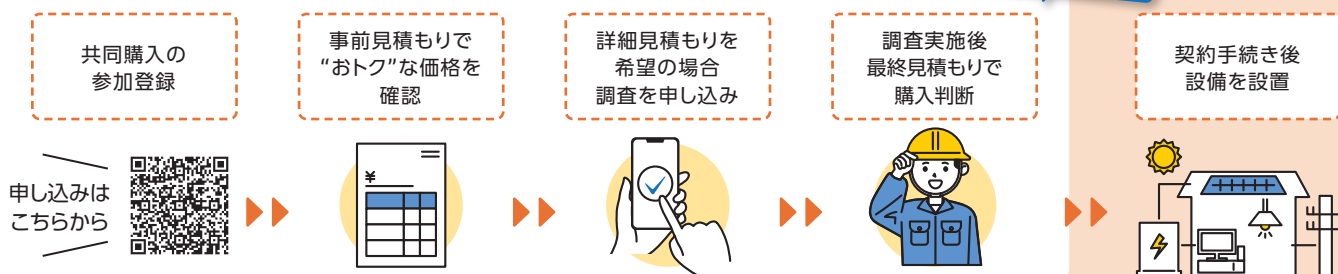 共同購入の
参加登録
事前見積もりで
“おトク”な価格を
確認
詳細見積もりを
希望の場合
調査を申し込み
調査実施後
最終見積もりで
購入判断
契約手続き後
設備を設置
申し込みは
こちらから
¥